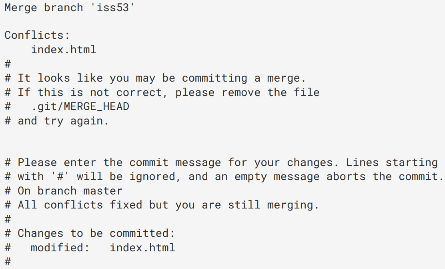 Merge branch 'iss53'

Conflicts:
    index.html
#
# It looks like you may be committing a merge.
# If this is not correct, please remove the file
#   .git/MERGE_HEAD
# and try again.


# Please enter the commit message for your changes. Lines starting
# with '#' will be ignored, and an empty message aborts the commit.
# On branch master
# All conflicts fixed but you are still merging.
#
# Changes to be committed:
#   modified:   index.html
#